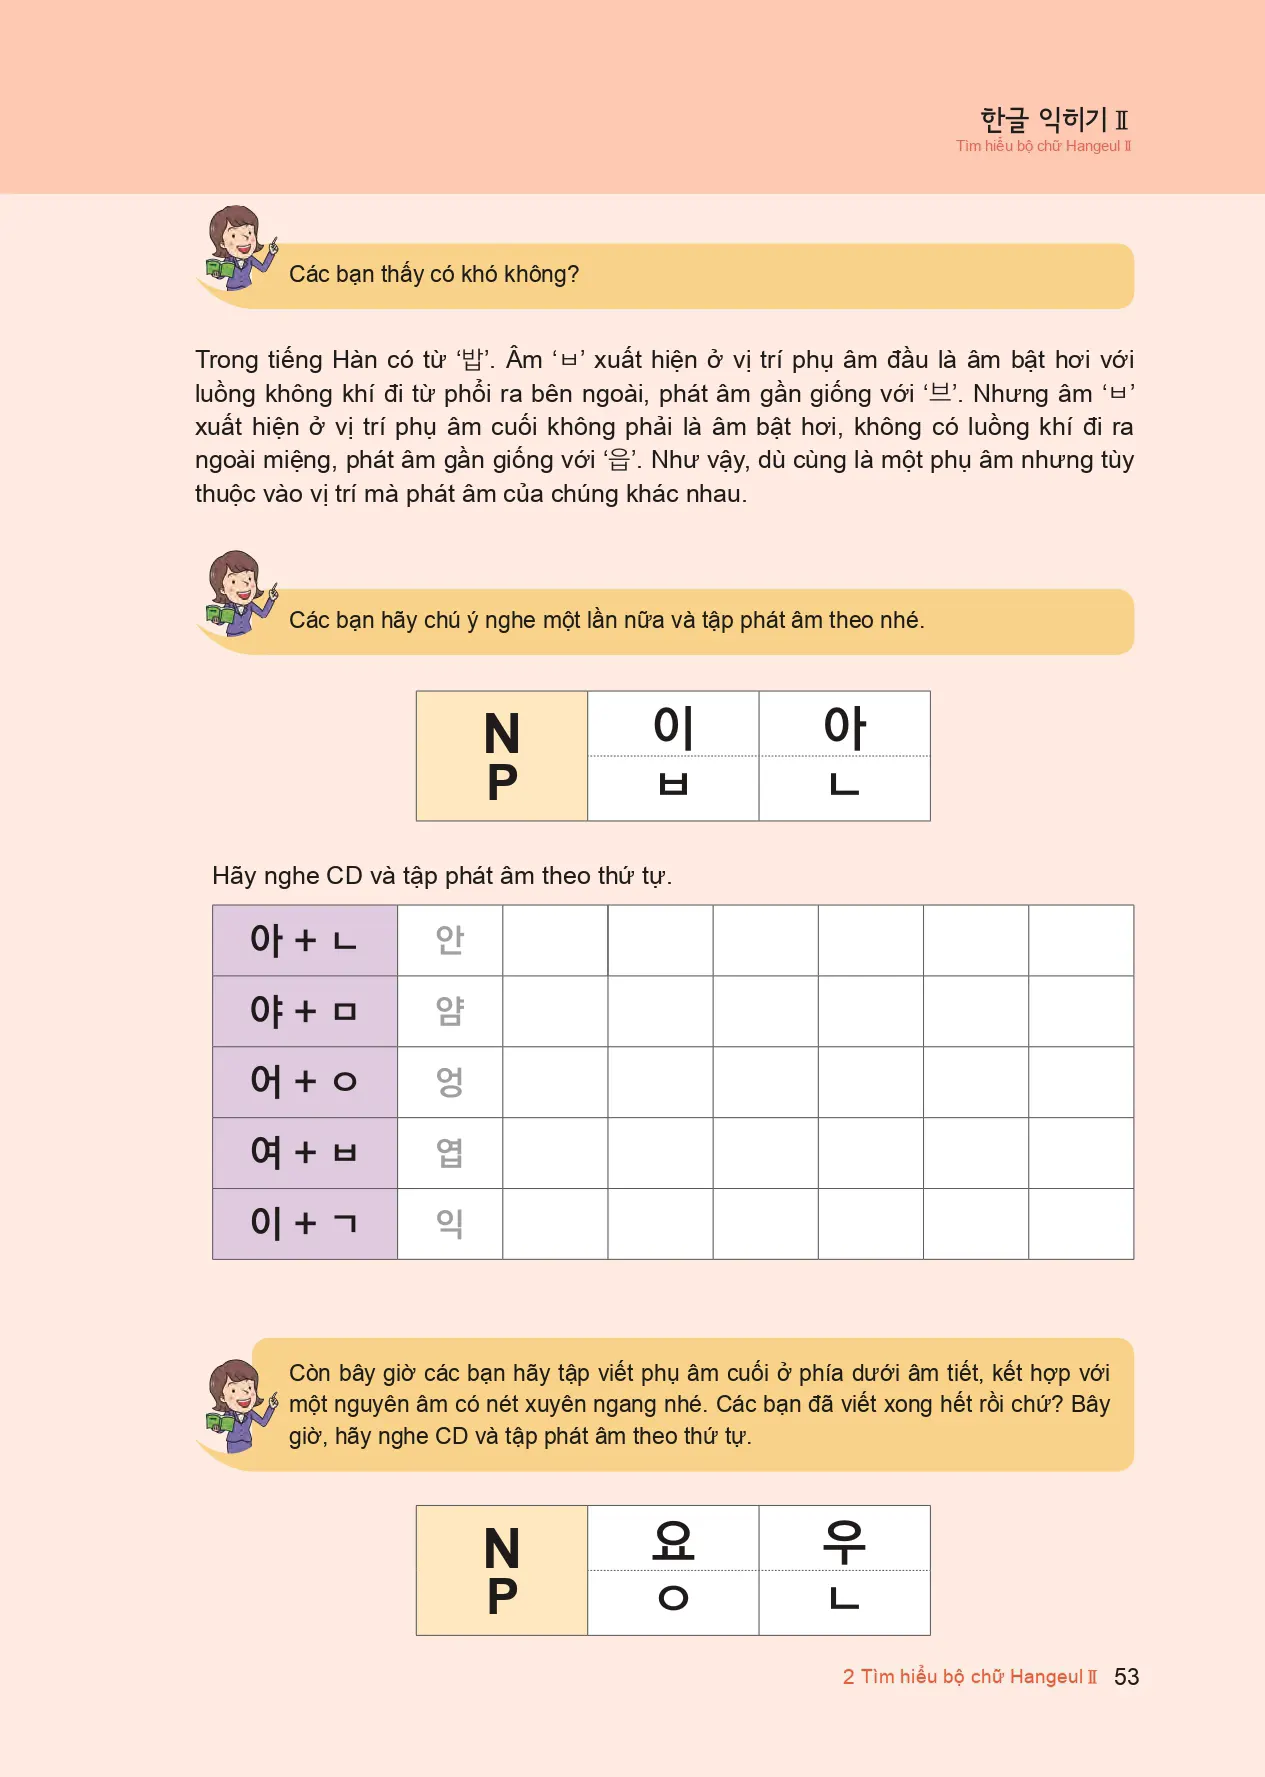 한글 익히기 Ⅱ
Tìm hiểu bộ chữ Hangeul Ⅱ
Các bạn thấy có khó không?
Trong tiếng Hàn có từ ‘밥’. Âm ‘ㅂ’ xuất hiện ở vị trí phụ âm đầu là âm bật hơi với
luồng không khí đi từ phổi ra bên ngoài, phát âm gần giống với ‘브’. Nhưng âm ‘ㅂ’
xuất hiện ở vị trí phụ âm cuối không phải là âm bật hơi, không có luồng khí đi ra
ngoài miệng, phát âm gần giống với ‘읍’. Như vậy, dù cùng là một phụ âm nhưng tùy
thuộc vào vị trí mà phát âm của chúng khác nhau.
Các bạn hãy chú ý nghe một lần nữa và tập phát âm theo nhé.
N 이 아
P ㅂ ㄴ
Hãy nghe CD và tập phát âm theo thứ tự.
아 + ㄴ 안
야 + ㅁ 얌
어 + ㅇ 엉
여 + ㅂ 엽
이 + ㄱ 익
Còn bây giờ các bạn hãy tập viết phụ âm cuối ở phía dưới âm tiết, kết hợp với
một nguyên âm có nét xuyên ngang nhé. Các bạn đã viết xong hết rồi chứ? Bây
giờ, hãy nghe CD và tập phát âm theo thứ tự.
N 요 우
P ㅇ ㄴ
2 Tìm hiểu bộ chữ Hangeul Ⅱ 53